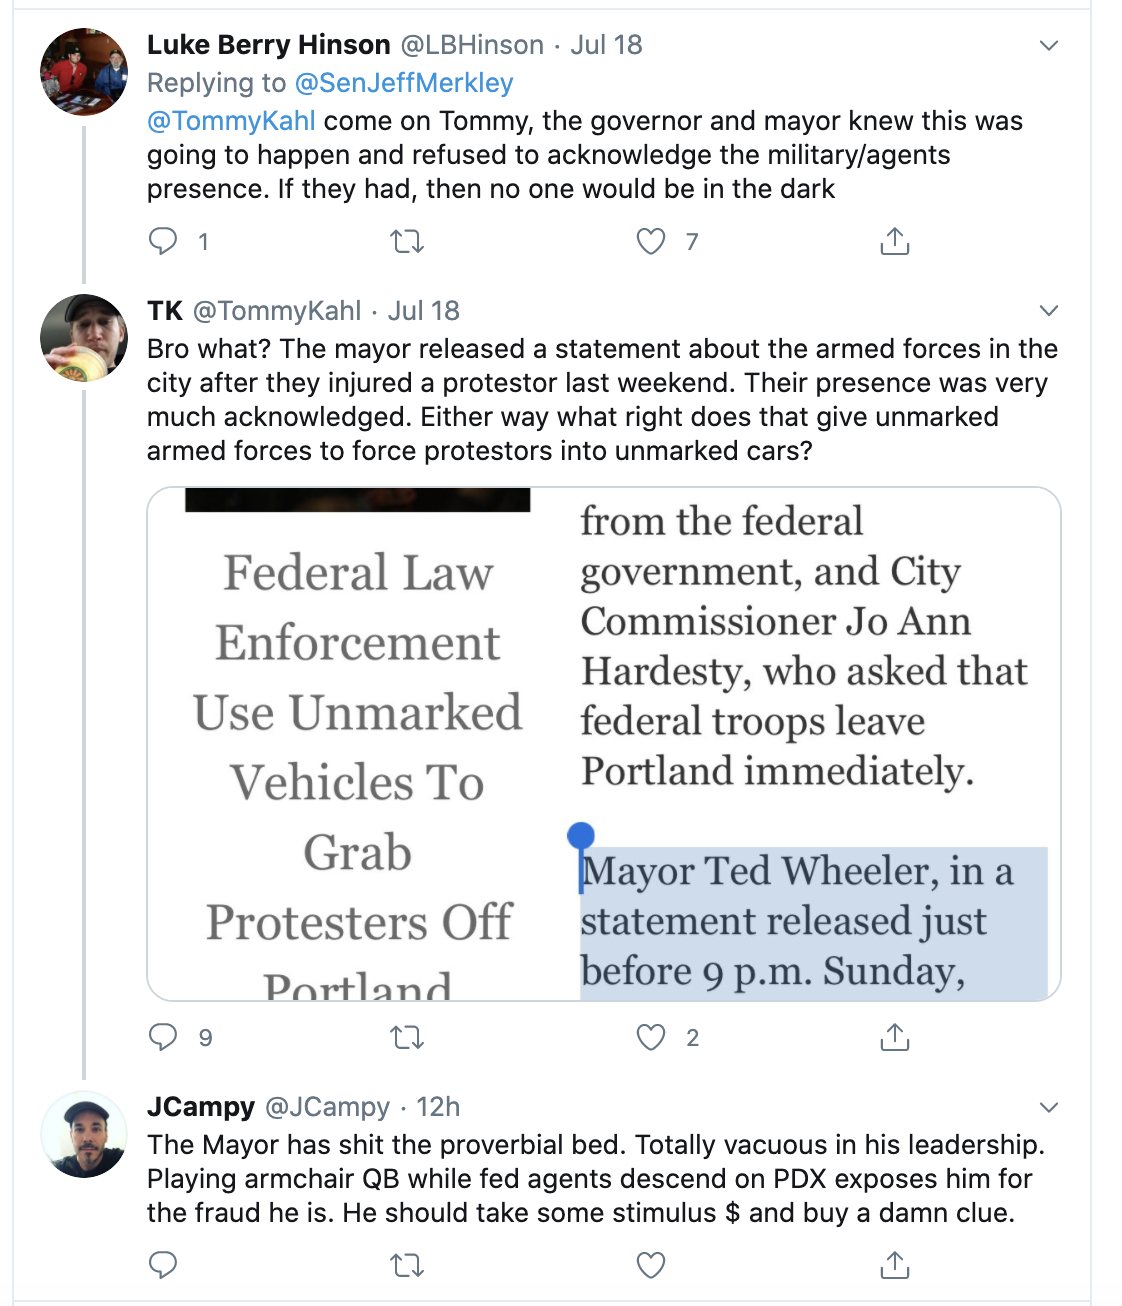 Luke Berry Hinson @LBHinson · Jul 18
Replying to @SenJeffMerkley
@TommyKahl come on Tommy, the governor and mayor knew this was
going to happen and refused to acknowledge the military/agents
presence. If they had, then no one would be in the dark
1 7
TK @TommyKahl · Jul 18
Bro what? The mayor released a statement about the armed forces in the
city after they injured a protestor last weekend. Their presence was very
much acknowledged. Either way what right does that give unmarked
armed forces to force protestors into unmarked cars?
Federal Law
Enforcement
Use Unmarked
Vehicles To
Grab
Protesters Off
Portland
from the federal
government, and City
Commissioner Jo Ann
Hardesty, who asked that
federal troops leave
Portland immediately.
Mayor Ted Wheeler, in a
statement released just
before 9 p.m. Sunday,
9 2
JCampy @JCampy · 12h
The Mayor has shit the proverbial bed. Totally vacuous in his leadership.
Playing armchair QB while fed agents descend on PDX exposes him for
the fraud he is. He should take some stimulus $ and buy a damn clue.